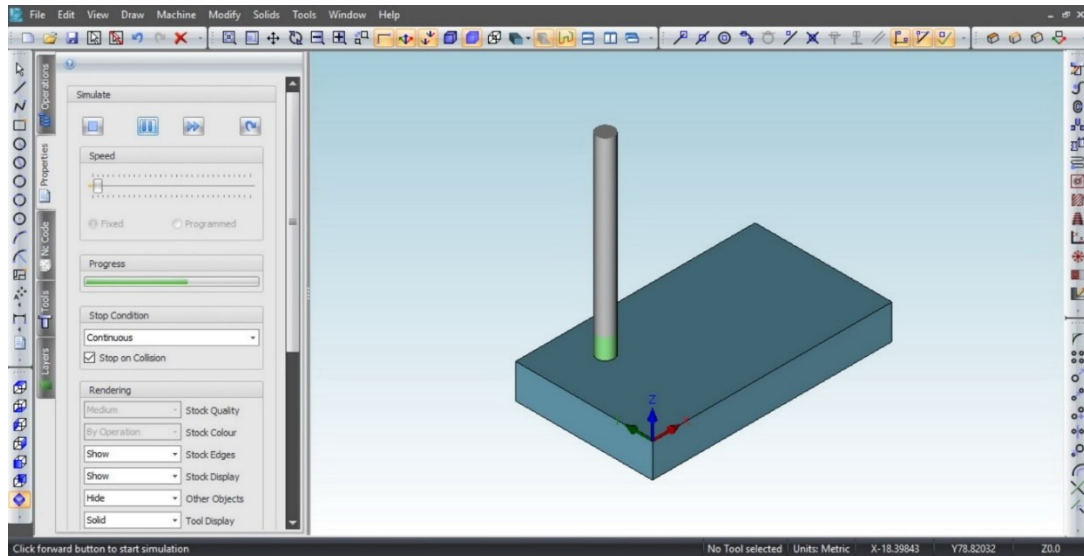 File Edit View Draw Machine Modify Solids Tools Window Help
Operations
Properties
Nc Code
Tools
Layers
Simulate
Speed
Fixed Programmed
Progress
Stop Condition
Continuous
Stop on Collision
Rendering
Medium Stock Quality
By Operation Stock Colour
Show Stock Edges
Show Stock Display
Hide Other Objects
Solid Tool Display
Z
Click forward button to start simulation No Tool selected Units: Metric X-18.39843 Y78.82032 Z0.0